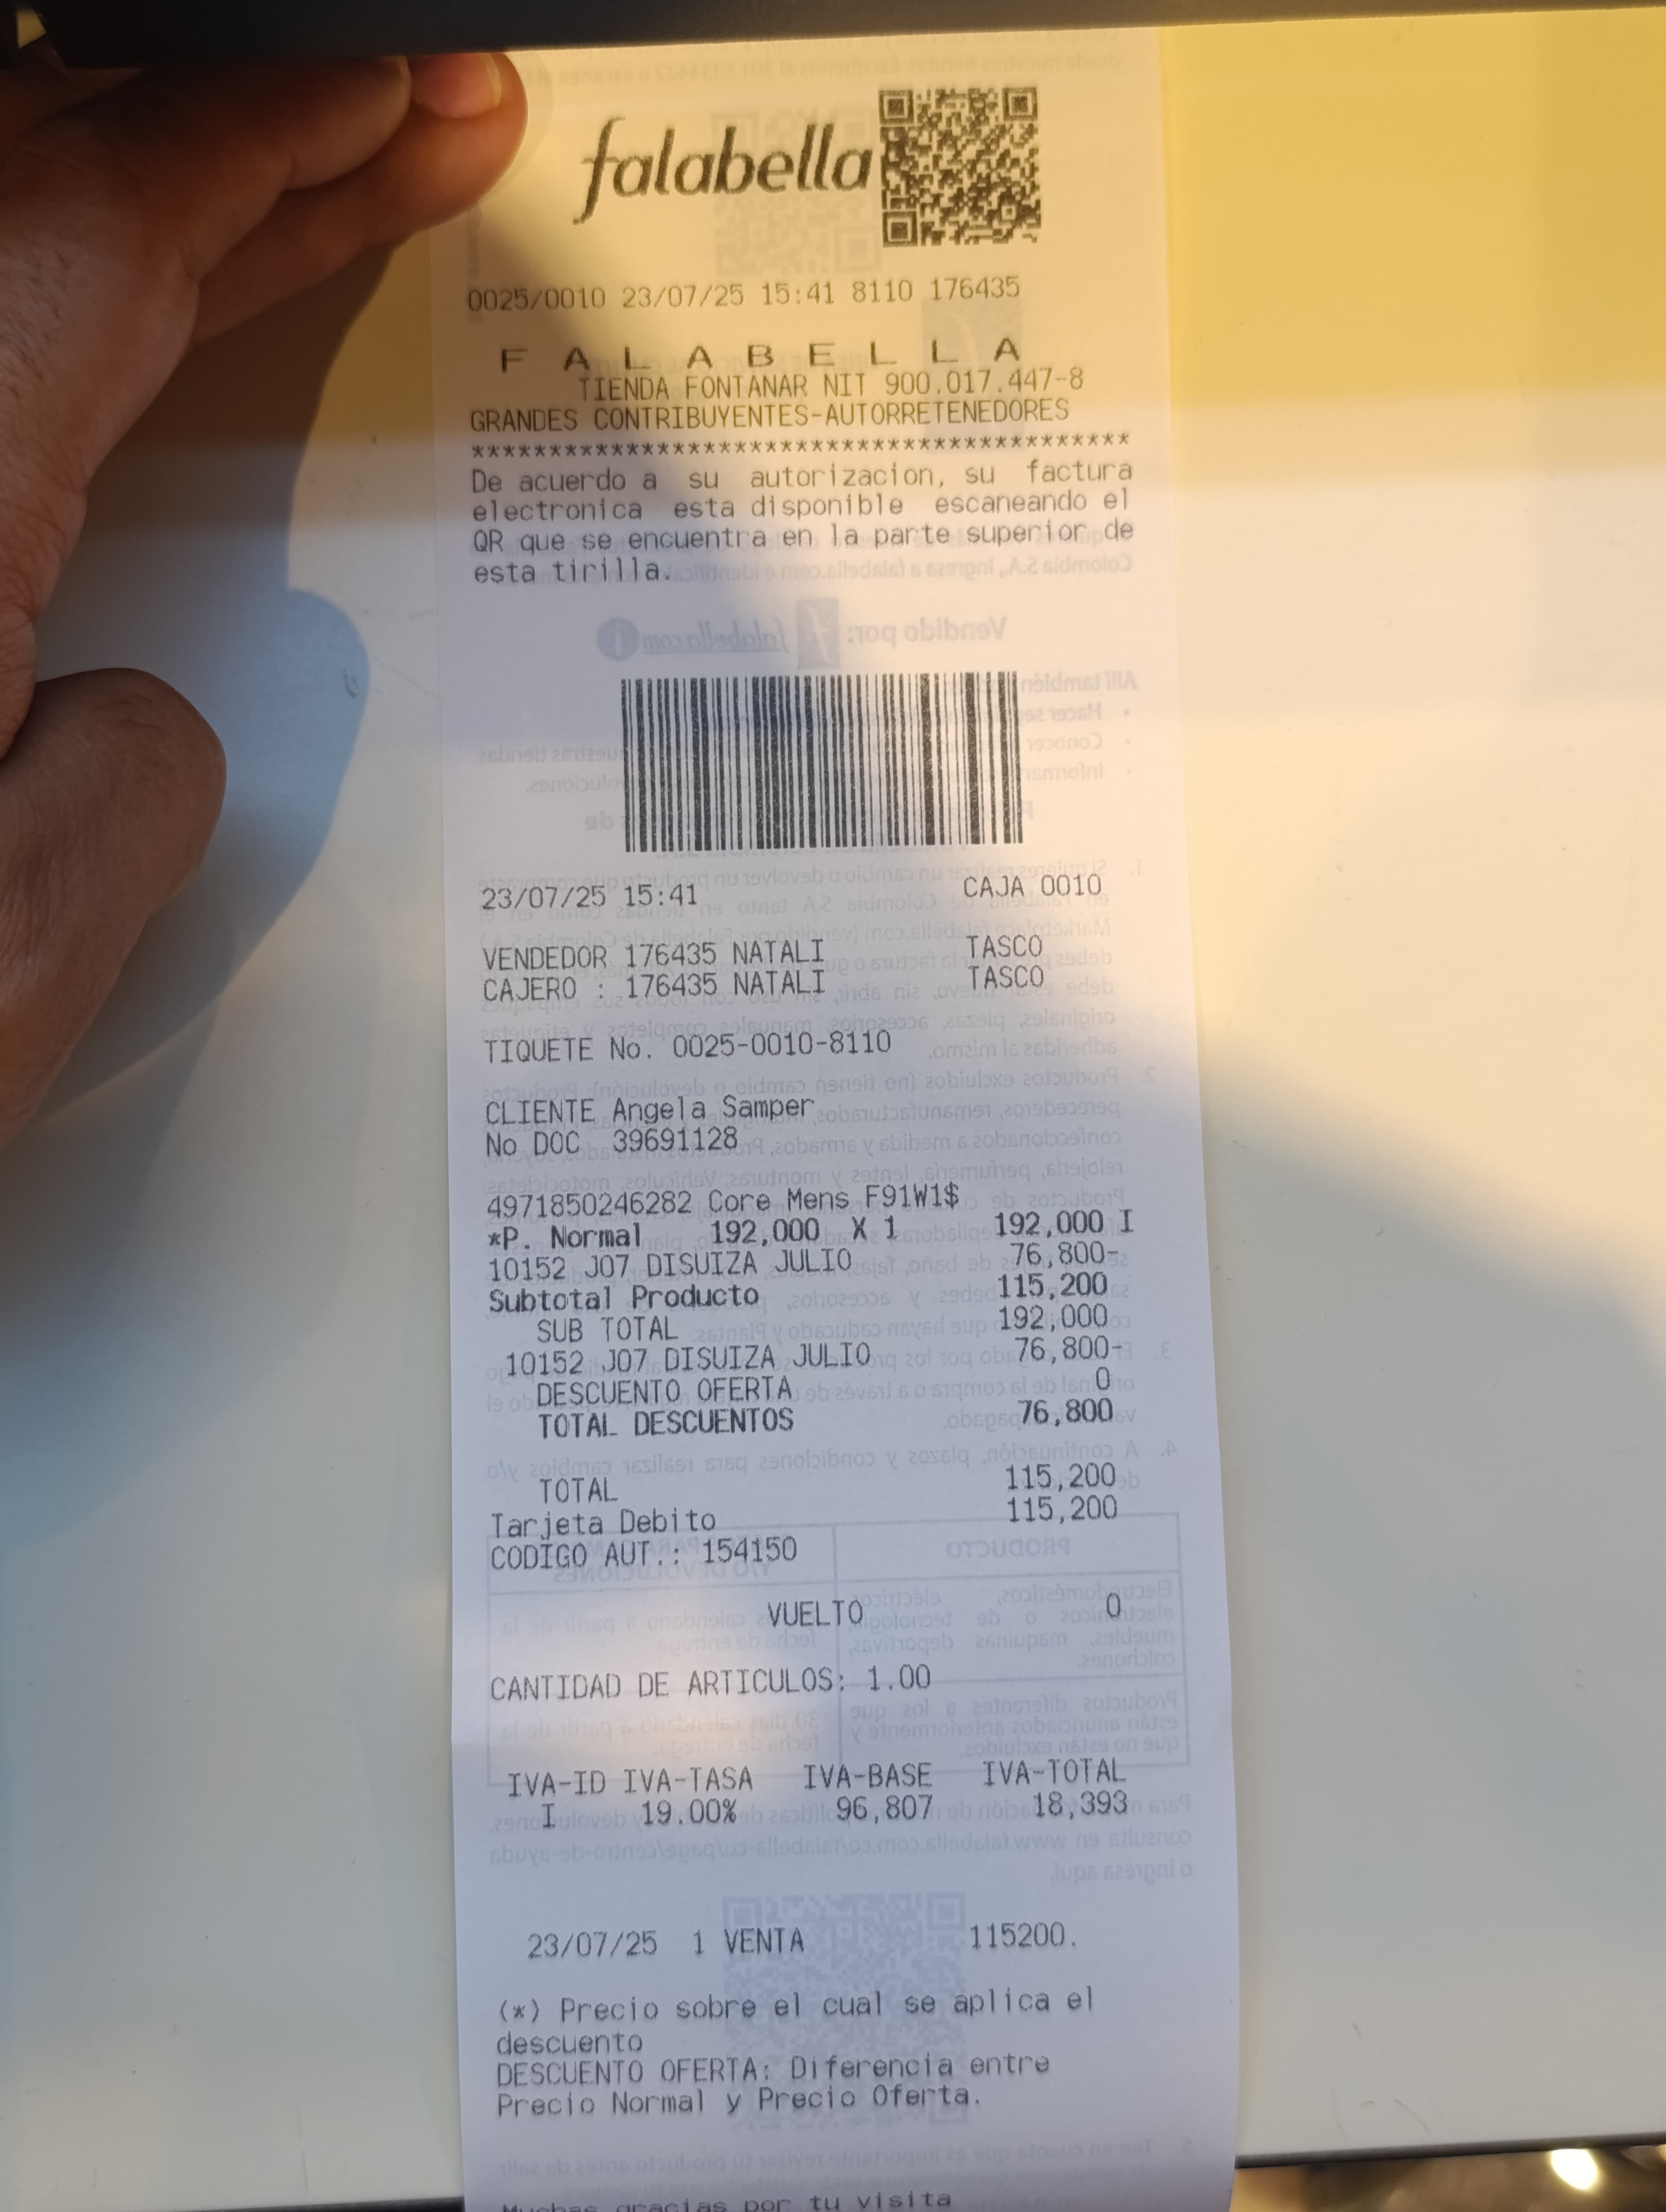 falabella
0025/0010 23/07/25 15:41 8110 176435
F A L A B E L L A
TIENDA FONTANAR NIT 900.017.447-8
GRANDES CONTRIBUYENTES-AUTORRETENEDORES
*******************************************
De acuerdo a su autorizacion, su factura
electronica esta disponible escaneando el
QR que se encuentra en la parte superior de
esta tirilla.
23/07/25 15:41 CAJA 0010
VENDEDOR 176435 NATALI TASCO
CAJERO : 176435 NATALI TASCO
TIQUETE No. 0025-0010-8110
CLIENTE Angela Samper
No DOC 39691128
4971850246282 Core Mens F91W1$
*P. Normal 192,000 X 1 192,000 I
10152 J07 DISUIZA JULIO 76,800-
Subtotal Producto 115,200
SUB TOTAL 192,000
10152 J07 DISUIZA JULIO 76,800-
DESCUENTO OFERTA 0
TOTAL DESCUENTOS 76,800
TOTAL 115,200
Tarjeta Debito 115,200
CODIGO AUT.: 154150
VUELTO 0
CANTIDAD DE ARTICULOS: 1.00
IVA-ID IVA-TASA IVA-BASE IVA-TOTAL
I 19.00% 96,807 18,393
23/07/25 1 VENTA 115200.
(*) Precio sobre el cual se aplica el
descuento
DESCUENTO OFERTA: Diferencia entre
Precio Normal y Precio Oferta.
Muchas gracias por tu visita